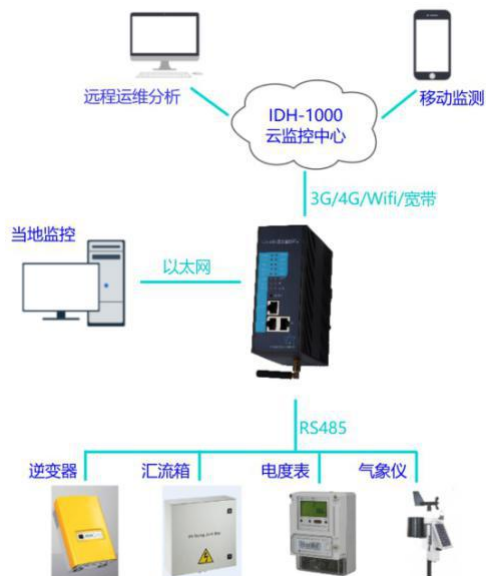 远程运维分析
移动监测
IDH-1000
云监控中心
3G/4G/Wifi/宽带
当地监控
以太网
RS485
逆变器
汇流箱
电度表
气象仪